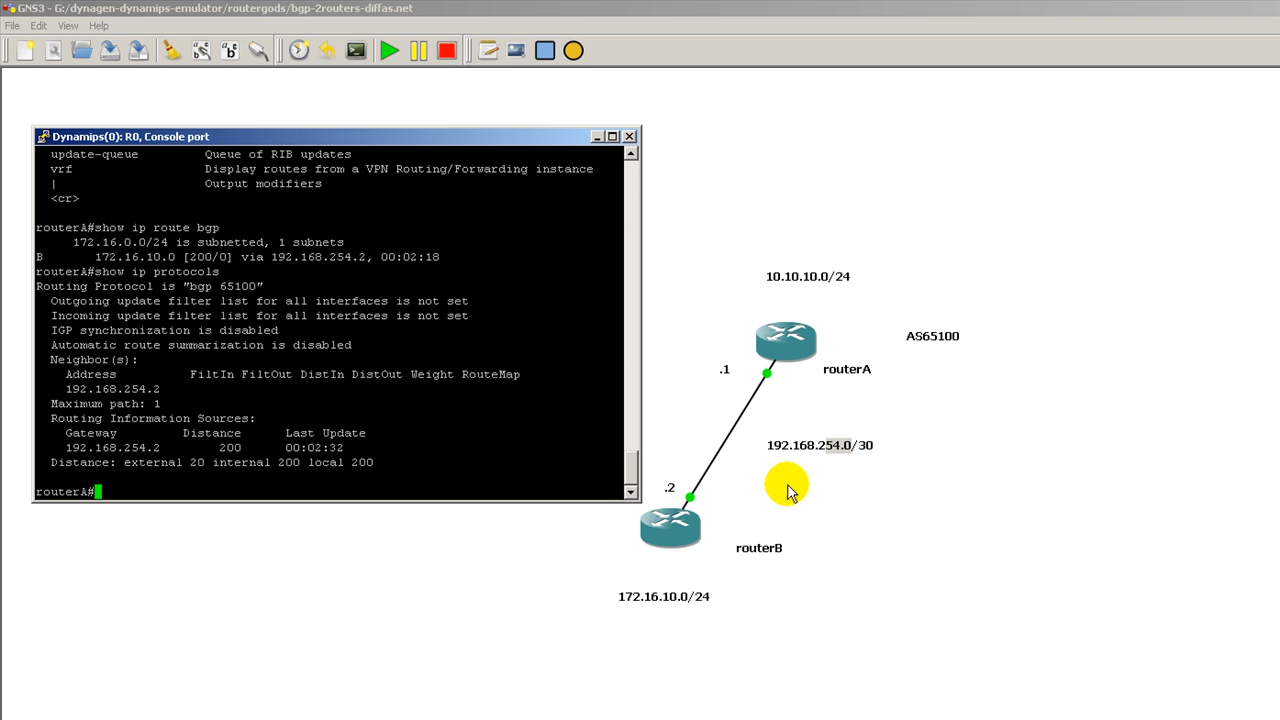 GNS3 - G:/dynagen-dynamips-emulator/routergods/bgp-2routers-diffas.net
File Edit View Help
Dynamips(0): R0, Console port
update-queue Queue of RIB updates
vrf Display routes from a VPN Routing/Forwarding instance
| Output modifiers
<cr>
routerA#show ip route bgp
172.16.0.0/24 is subnetted, 1 subnets
B 172.16.10.0 [200/0] via 192.168.254.2, 00:02:18
routerA#show ip protocols
Routing Protocol is "bgp 65100"
Outgoing update filter list for all interfaces is not set
Incoming update filter list for all interfaces is not set
IGP synchronization is disabled
Automatic route summarization is disabled
Neighbor(s):
Address FiltIn FiltOut DistIn DistOut Weight RouteMap
192.168.254.2
Maximum path: 1
Routing Information Sources:
Gateway Distance Last Update
192.168.254.2 200 00:02:32
Distance: external 20 internal 200 local 200
routerA#
10.10.10.0/24
AS65100
.1
routerA
192.168.254.0/30
.2
routerB
172.16.10.0/24